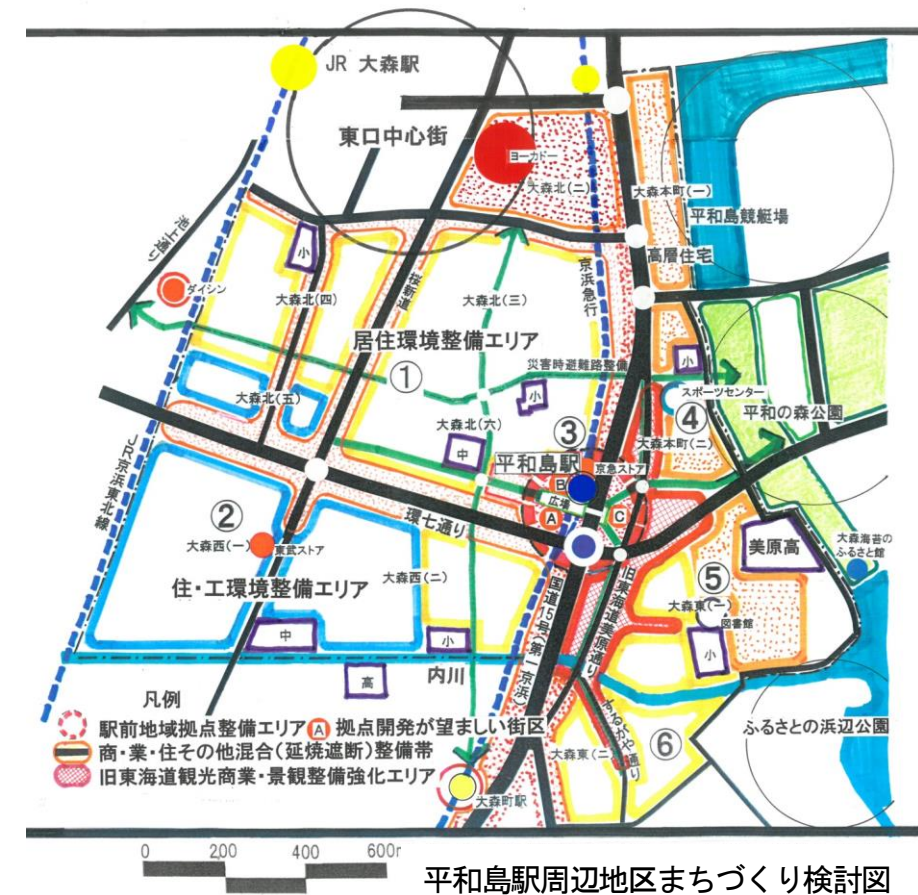 JR 大森駅
東口中心街
ヨーカドー
大森北(二)
大森本町(一)
平和島競艇場
池上通り
小
高層住宅
ダイシン
大森北(四)
桜新道
大森北(三)
京浜急行
居住環境整備エリア
①
災害時避難路整備
小
スポーツセンター
大森北(五)
小
④
平和の森公園
大森北(六)
③
大森本町(二)
中
平和島駅
京急ストア
B
広場
A
C
JR京浜東北線
②
環七通り
大森西(一)
東武ストア
美原高
大森海苔の
ふるさと館
住・工環境整備エリア
大森西(二)
国道15号(第一京浜)
旧東海道美原通り
⑤
大森東(一)
図書館
中
小
小
高
内川
凡例
するがや通り
ふるさとの浜辺公園
駅前地域拠点整備エリア A 拠点開発が望ましい街区
商・業・住その他混合(延焼遮断)整備帯
大森東(二)
⑥
旧東海道観光商業・景観整備強化エリア
大森町駅
0 200 400 600r
平和島駅周辺地区まちづくり検討図